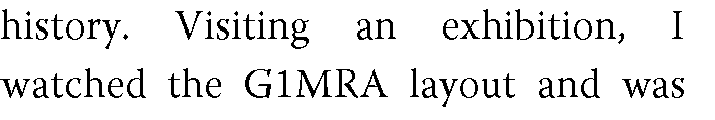 history. Visiting an exhibition, I
watched the G1MRA layout and was